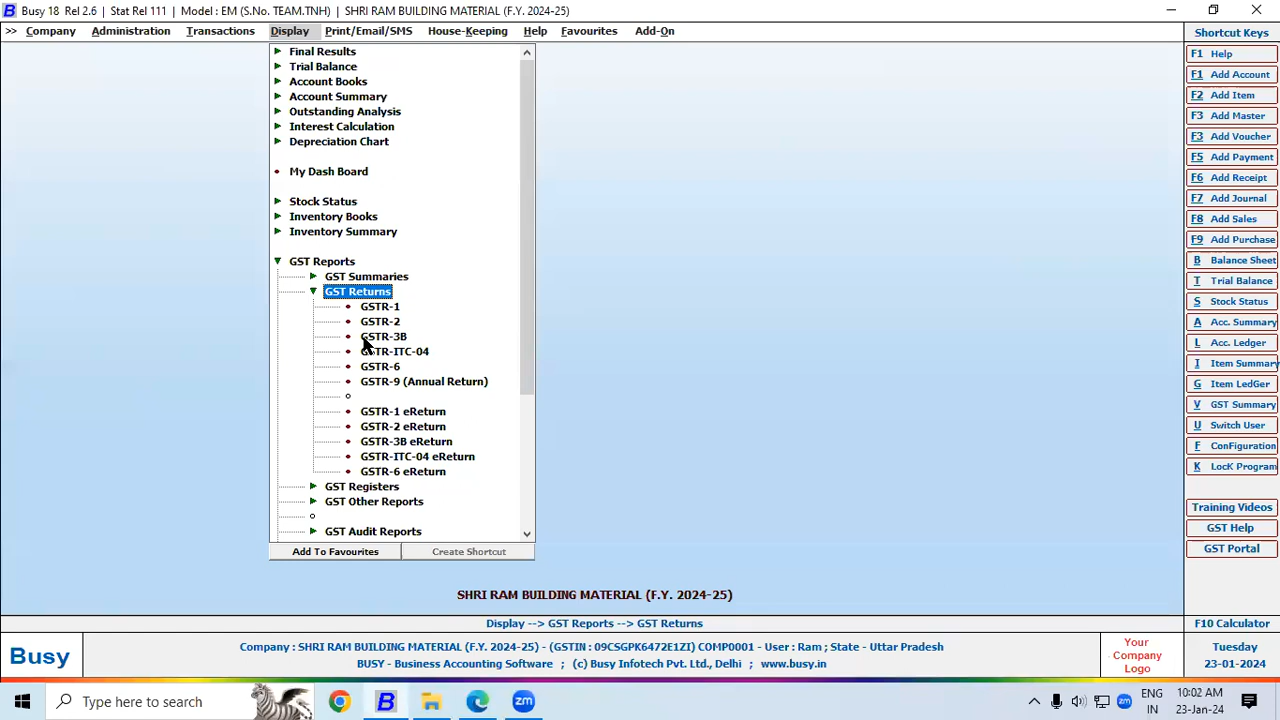 Busy 18 Rel 2.6 | Stat Rel 111 | Model : EM (S.No. TEAM.TNH) | SHRI RAM BUILDING MATERIAL (F.Y. 2024-25)
>> Company Administration Transactions Display Print/Email/SMS House-Keeping Help Favourites Add-On
Final Results
Trial Balance
Account Books
Account Summary
Outstanding Analysis
Interest Calculation
Depreciation Chart
My Dash Board
Stock Status
Inventory Books
Inventory Summary
GST Reports
GST Summaries
GST Returns
GSTR-1
GSTR-2
GSTR-3B
GSTR-ITC-04
GSTR-6
GSTR-9 (Annual Return)
GSTR-1 eReturn
GSTR-2 eReturn
GSTR-3B eReturn
GSTR-ITC-04 eReturn
GSTR-6 eReturn
GST Registers
GST Other Reports
GST Audit Reports
Add To Favourites Create Shortcut
Shortcut Keys
F1 Help
F1 Add Account
F2 Add Item
F3 Add Master
F3 Add Voucher
F5 Add Payment
F6 Add Receipt
F7 Add Journal
F8 Add Sales
F9 Add Purchase
B Balance Sheet
T Trial Balance
S Stock Status
A Acc. Summary
L Acc. Ledger
I Item Summary
G Item LedGer
V GST Summary
U Switch User
F ConFiguration
K LocK Program
Training Videos
GST Help
GST Portal
SHRI RAM BUILDING MATERIAL (F.Y. 2024-25)
Display --> GST Reports --> GST Returns
F10 Calculator
Busy
Company : SHRI RAM BUILDING MATERIAL (F.Y. 2024-25) - (GSTIN : 09CSGPK6472E1ZI) COMP0001 - User : Ram ; State - Uttar Pradesh
BUSY - Business Accounting Software ; (c) Busy Infotech Pvt. Ltd., Delhi ; www.busy.in
Your
Company
Logo
Tuesday
23-01-2024
Type here to search
zm
zm
ENG
IN
10:02 AM
23-Jan-24